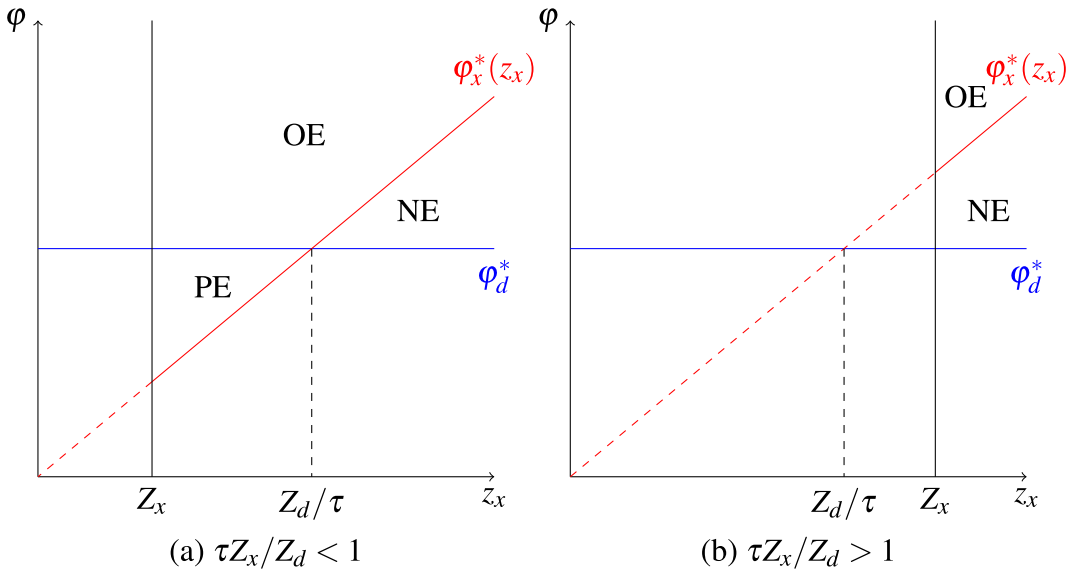 φ
φ*x(zx)
OE
NE
φ*d
PE
Zx
Zd/τ
zx
(a) τZx/Zd < 1
φ
φ*x(zx)
OE
NE
φ*d
Zd/τ
Zx
zx
(b) τZx/Zd > 1